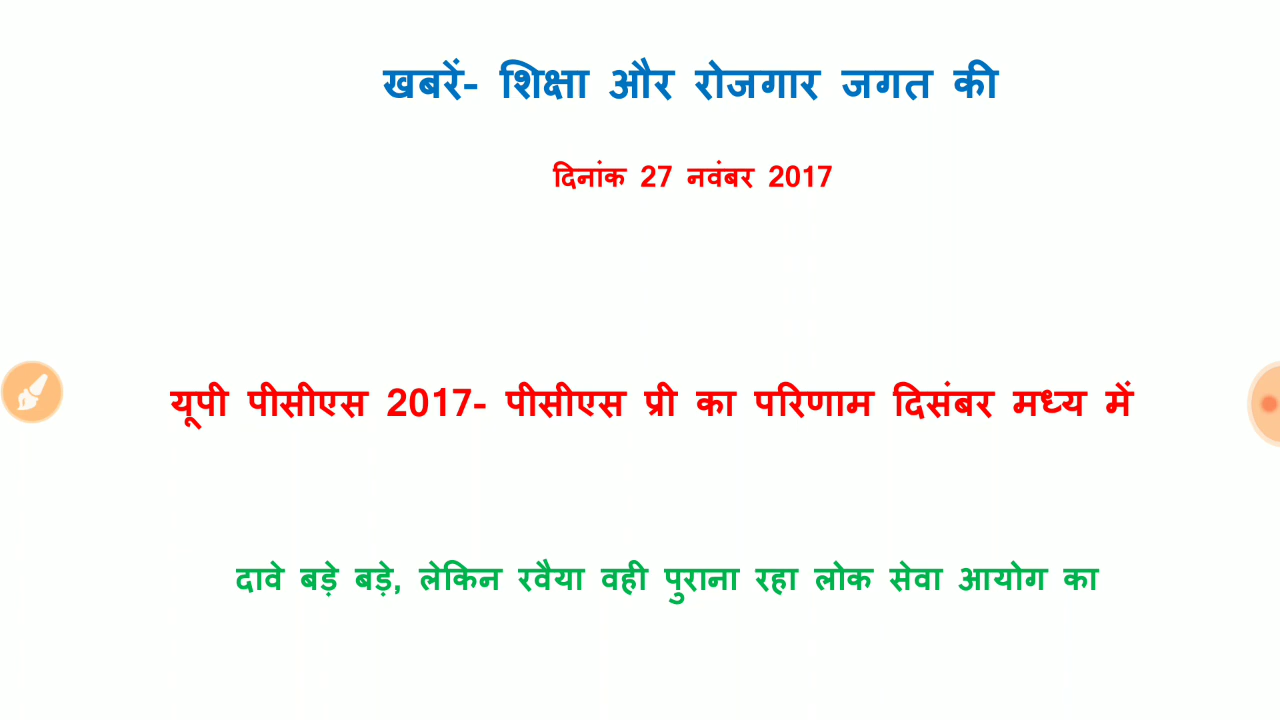 खबरें- शिक्षा और रोजगार जगत की
दिनांक 27 नवंबर 2017
यूपी पीसीएस 2017- पीसीएस प्री का परिणाम दिसंबर मध्य में
दावे बड़े बड़े, लेकिन रवैया वही पुराना रहा लोक सेवा आयोग का